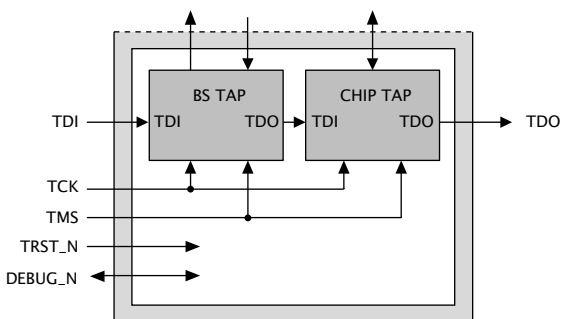 BS TAP
CHIP TAP
TDI
TDI
TDO
TDI
TDO
TDO
TCK
TMS
TRST_N
DEBUG_N